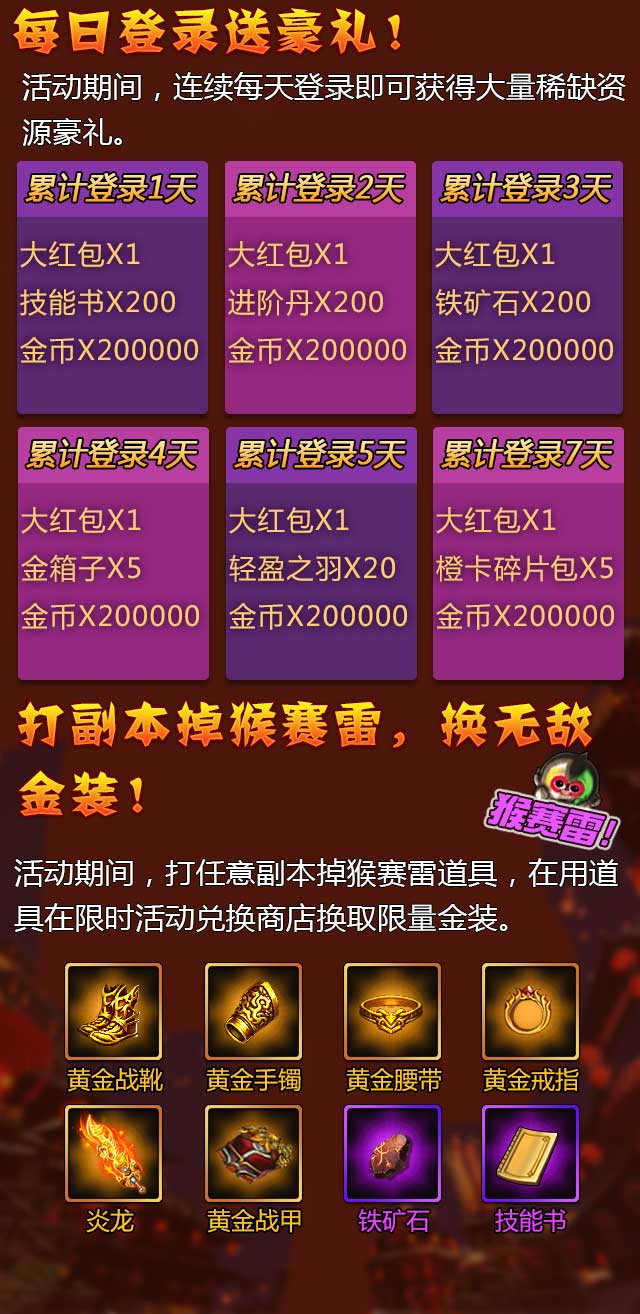 每日登录送豪礼！
活动期间，连续每天登录即可获得大量稀缺资
源豪礼。
累计登录1天
大红包X1
技能书X200
金币X200000
累计登录2天
大红包X1
进阶丹X200
金币X200000
累计登录3天
大红包X1
铁矿石X200
金币X200000
累计登录4天
大红包X1
金箱子X5
金币X200000
累计登录5天
大红包X1
轻盈之羽X20
金币X200000
累计登录7天
大红包X1
橙卡碎片包X5
金币X200000
打副本掉猴赛雷，换无敌
金装！
猴赛雷！
活动期间，打任意副本掉猴赛雷道具，在用道
具在限时活动兑换商店换取限量金装。
黄金战靴 黄金手镯 黄金腰带 黄金戒指
炎龙 黄金战甲 铁矿石 技能书